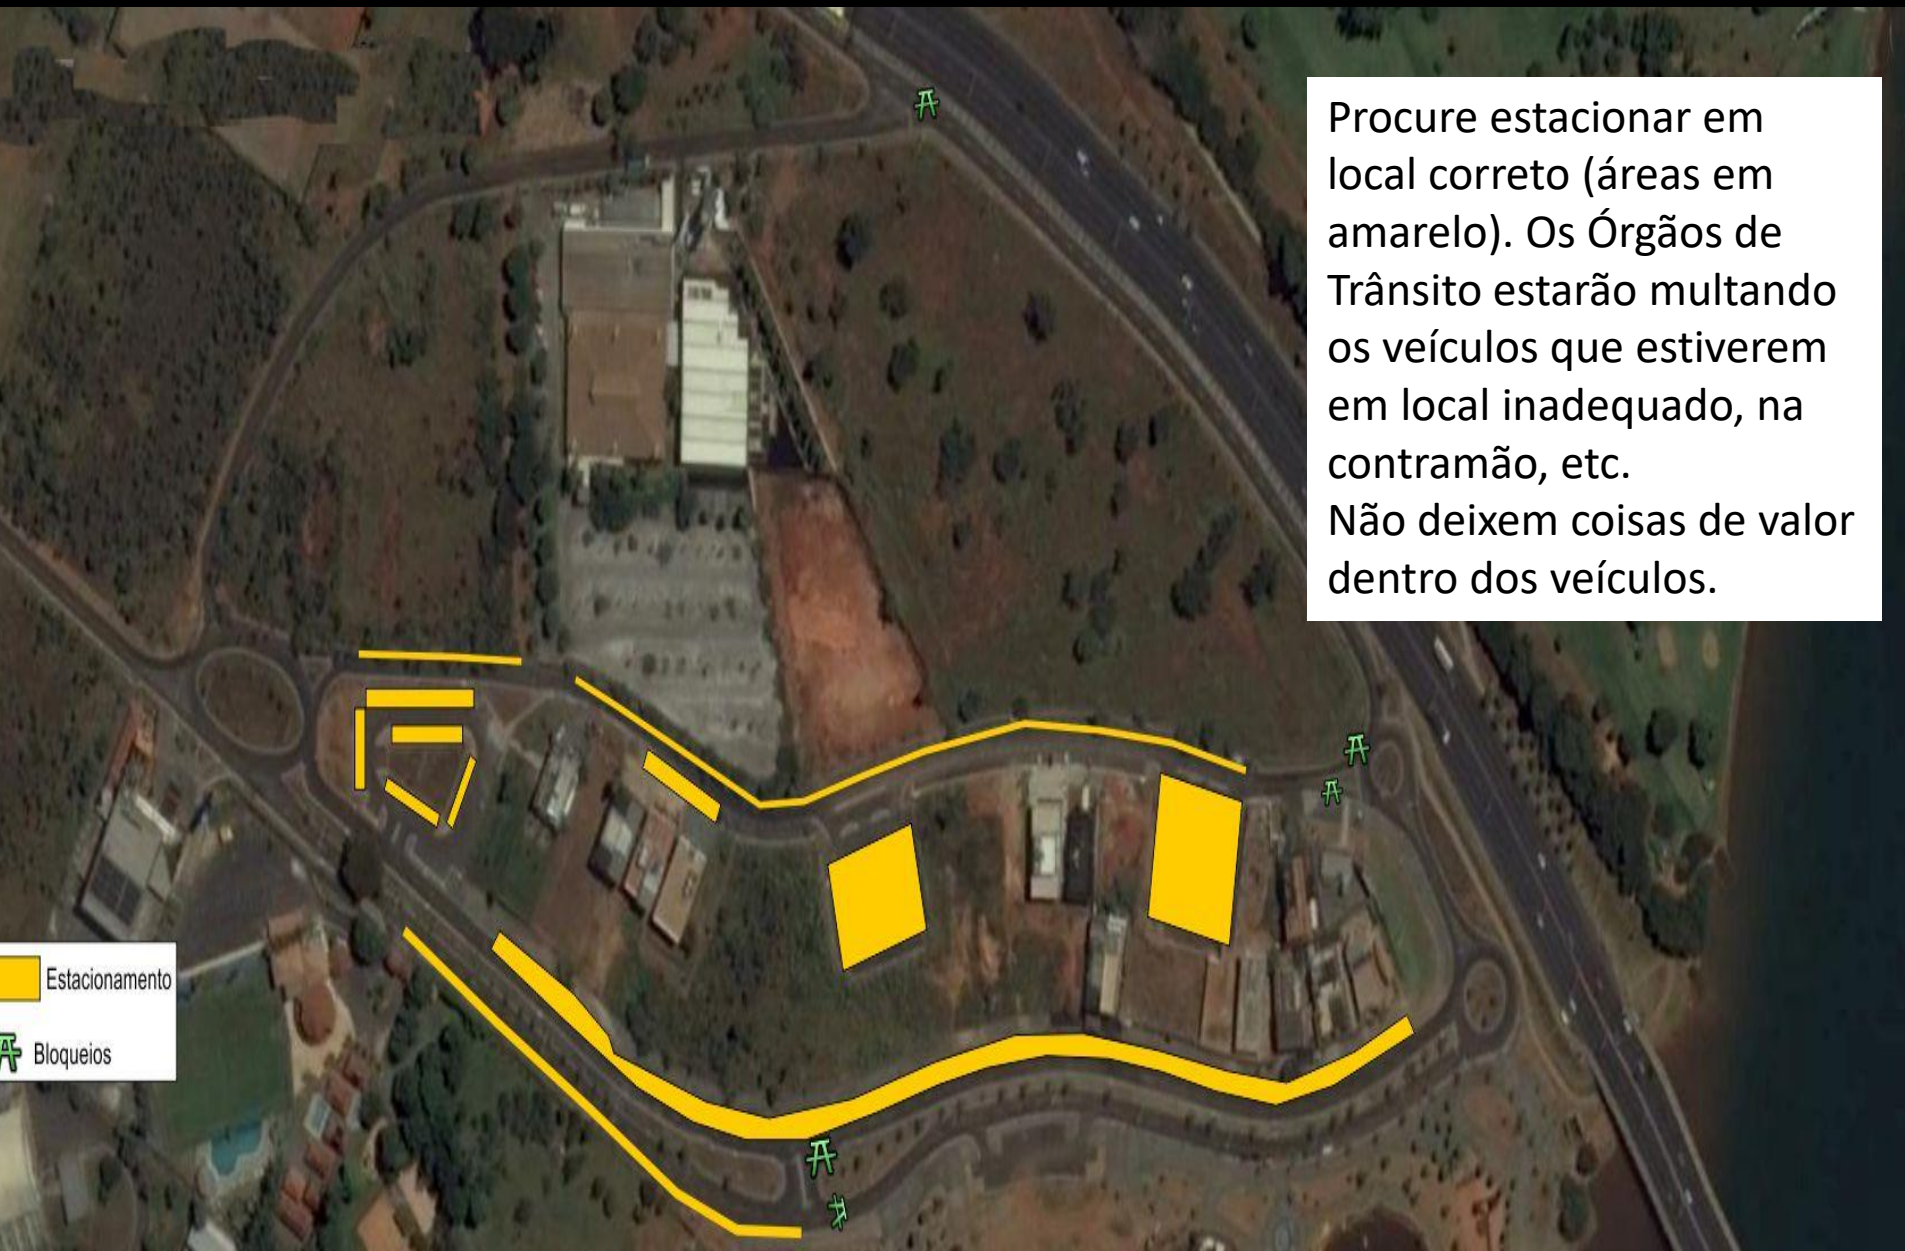 Procure estacionar em
local correto (áreas em
amarelo). Os Órgãos de
Trânsito estarão multando
os veículos que estiverem
em local inadequado, na
contramão, etc.
Não deixem coisas de valor
dentro dos veículos.
Estacionamento
Bloqueios